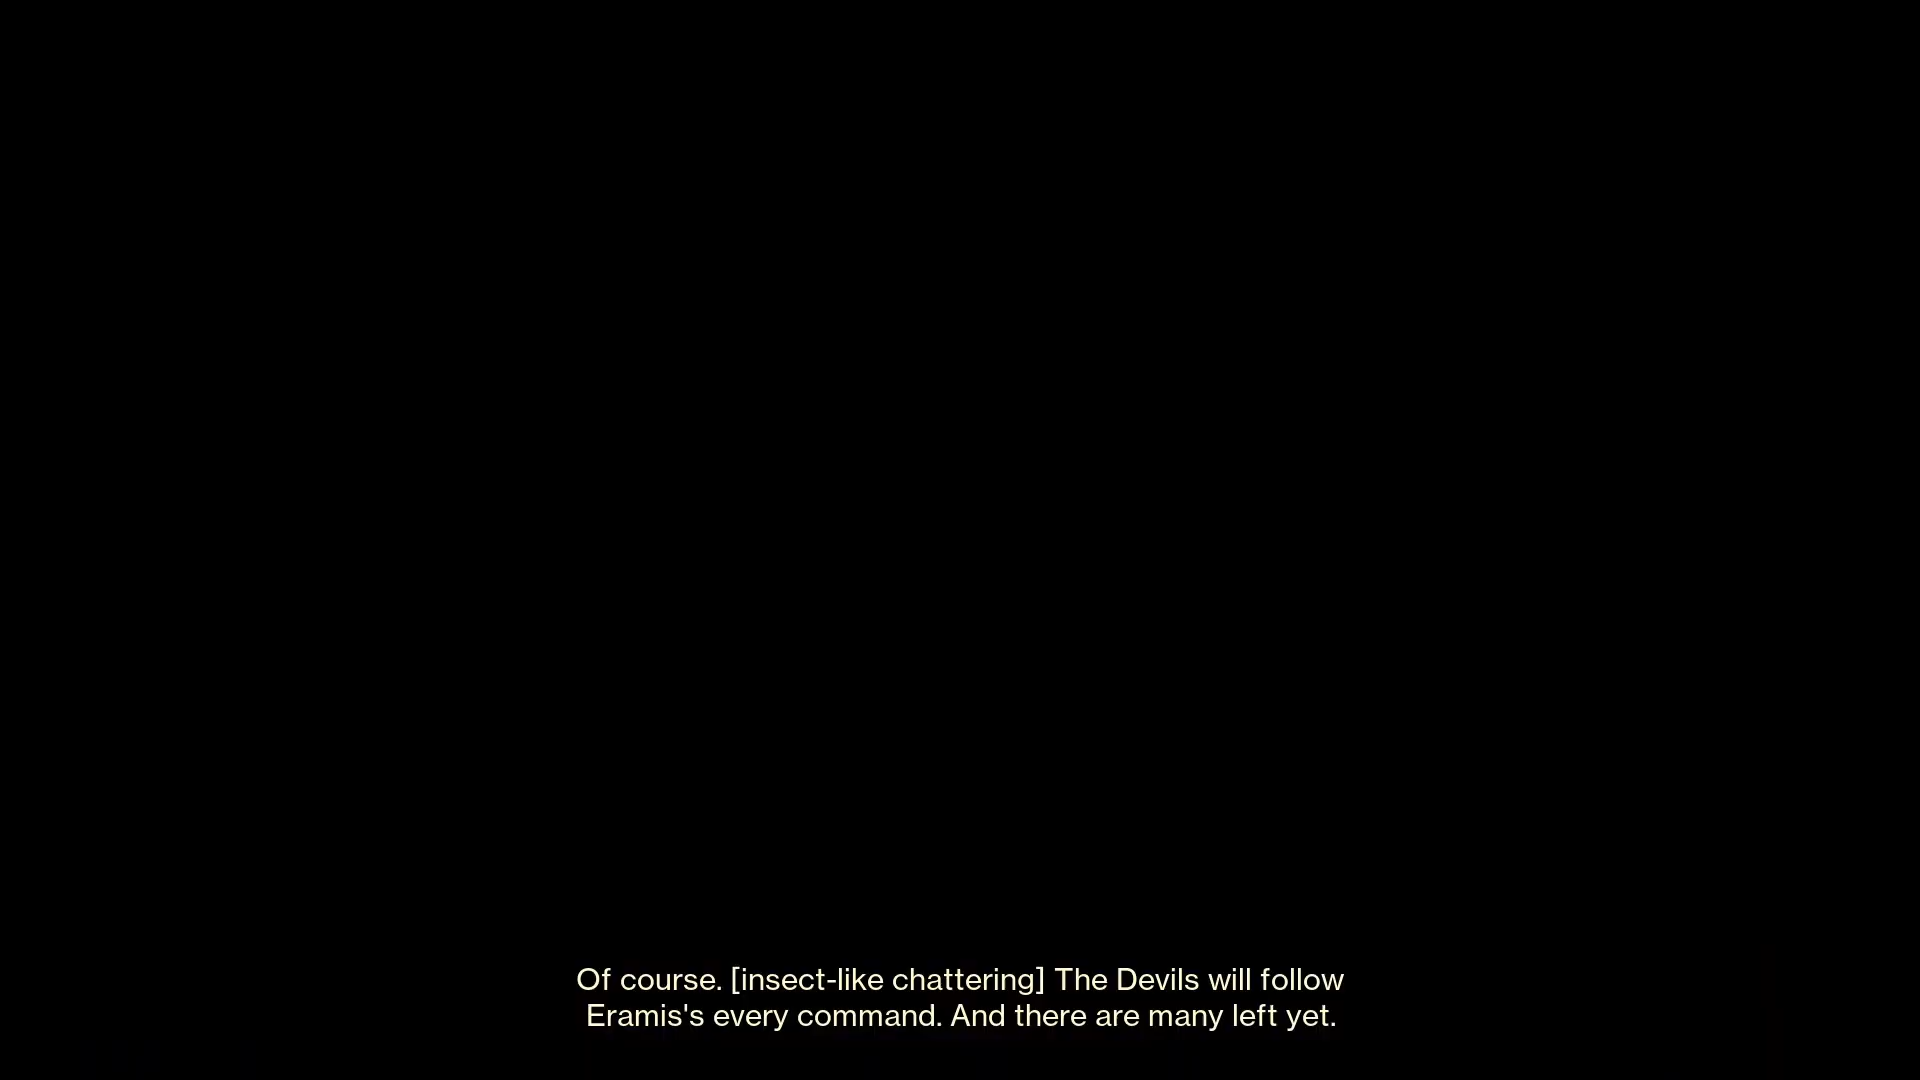 Of course. [insect-like chattering] The Devils will follow
Eramis's every command. And there are many left yet.